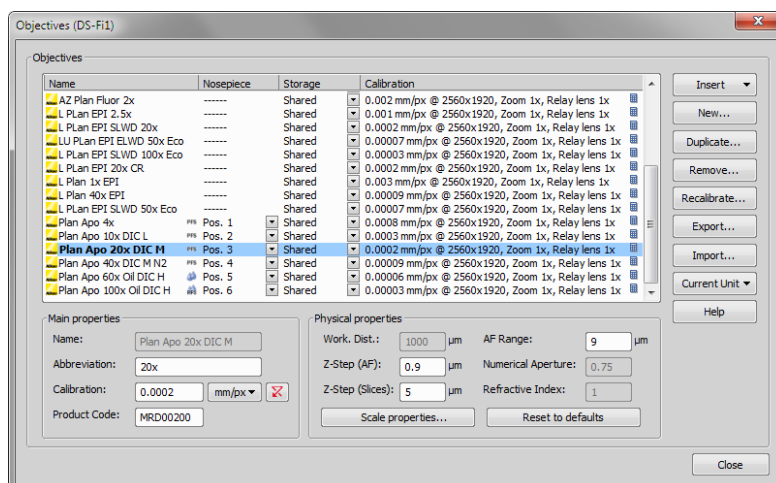 Objectives (DS-Fi1)
Objectives
Name Nosepiece Storage Calibration
AZ Plan Fluor 2x ------ Shared 0.002 mm/px @ 2560x1920, Zoom 1x, Relay lens 1x
L PLan EPI 2.5x ------ Shared 0.001 mm/px @ 2560x1920, Zoom 1x, Relay lens 1x
L PLan EPI SLWD 20x ------ Shared 0.0002 mm/px @ 2560x1920, Zoom 1x, Relay lens 1x
LU PLan EPI ELWD 50x Eco ------ Shared 0.00007 mm/px @ 2560x1920, Zoom 1x, Relay lens 1x
L PLan EPI SLWD 100x Eco ------ Shared 0.00003 mm/px @ 2560x1920, Zoom 1x, Relay lens 1x
L PLan EPI 20x CR ------ Shared 0.0002 mm/px @ 2560x1920, Zoom 1x, Relay lens 1x
L Plan 1x EPI ------ Shared 0.003 mm/px @ 2560x1920, Zoom 1x, Relay lens 1x
L Plan 40x EPI ------ Shared 0.00009 mm/px @ 2560x1920, Zoom 1x, Relay lens 1x
L PLan EPI SLWD 50x Eco ------ Shared 0.00007 mm/px @ 2560x1920, Zoom 1x, Relay lens 1x
Plan Apo 4x PFS Pos. 1 Shared 0.0008 mm/px @ 2560x1920, Zoom 1x, Relay lens 1x
Plan Apo 10x DIC L PFS Pos. 2 Shared 0.0003 mm/px @ 2560x1920, Zoom 1x, Relay lens 1x
Plan Apo 20x DIC M PFS Pos. 3 Shared 0.0002 mm/px @ 2560x1920, Zoom 1x, Relay lens 1x
Plan Apo 40x DIC M N2 PFS Pos. 4 Shared 0.00009 mm/px @ 2560x1920, Zoom 1x, Relay lens 1x
Plan Apo 60x Oil DIC H Pos. 5 Shared 0.00006 mm/px @ 2560x1920, Zoom 1x, Relay lens 1x
Plan Apo 100x Oil DIC H Pos. 6 Shared 0.00003 mm/px @ 2560x1920, Zoom 1x, Relay lens 1x
Insert
New...
Duplicate...
Remove...
Recalibrate...
Export...
Import...
Current Unit
Help
Main properties
Name: Plan Apo 20x DIC M
Abbreviation: 20x
Calibration: 0.0002 mm/px
Product Code: MRD00200
Physical properties
Work. Dist.: 1000 µm AF Range: 9 µm
Z-Step (AF): 0.9 µm Numerical Aperture: 0.75
Z-Step (Slices): 5 µm Refractive Index: 1
Scale properties... Reset to defaults
Close